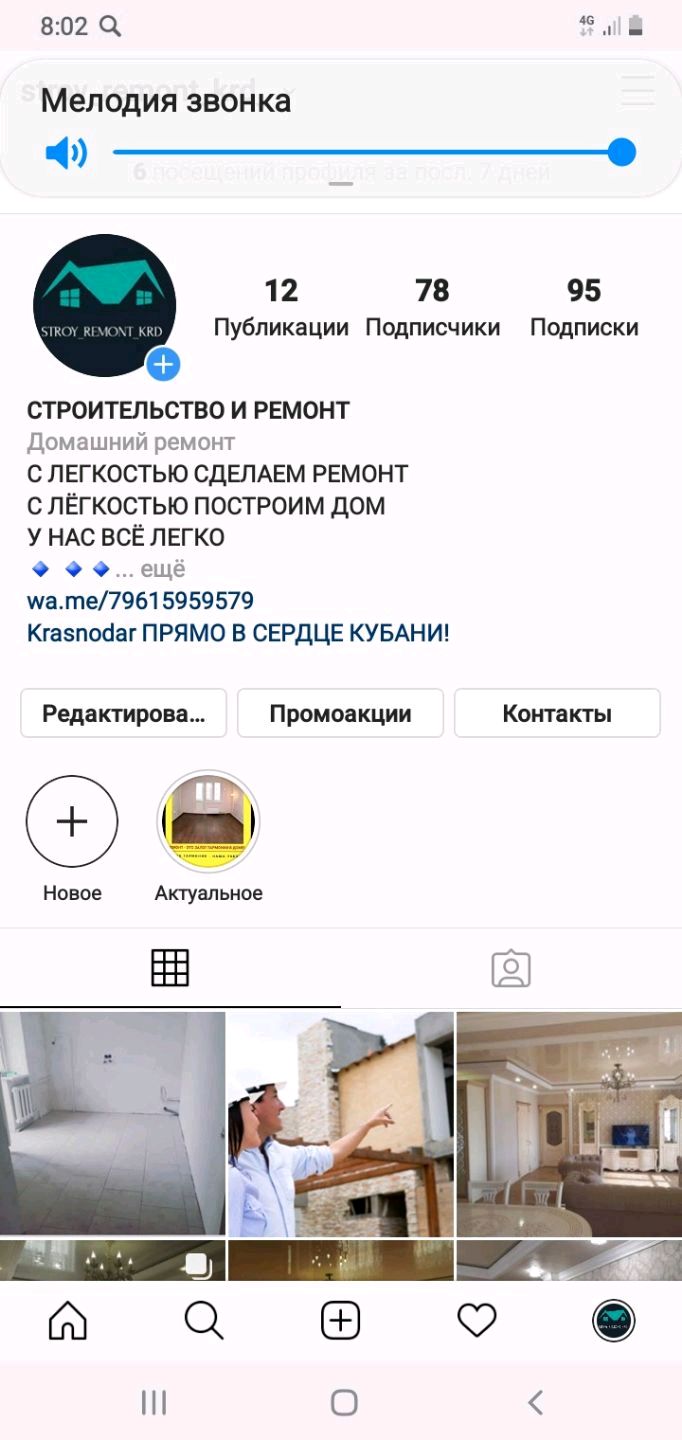 8:02
4G
stroy_remont_krd
Мелодия звонка
6 посещений профиля за посл. 7 дней
STROY_REMONT_KRD
12
78
95
Публикации
Подписчики
Подписки
СТРОИТЕЛЬСТВО И РЕМОНТ
Домашний ремонт
С ЛЕГКОСТЬЮ СДЕЛАЕМ РЕМОНТ
С ЛЁГКОСТЬЮ ПОСТРОИМ ДОМ
У НАС ВСЁ ЛЕГКО
... ещё
wa.me/79615959579
Krasnodar ПРЯМО В СЕРДЦЕ КУБАНИ!
Редактирова...
Промоакции
Контакты
Новое
Актуальное